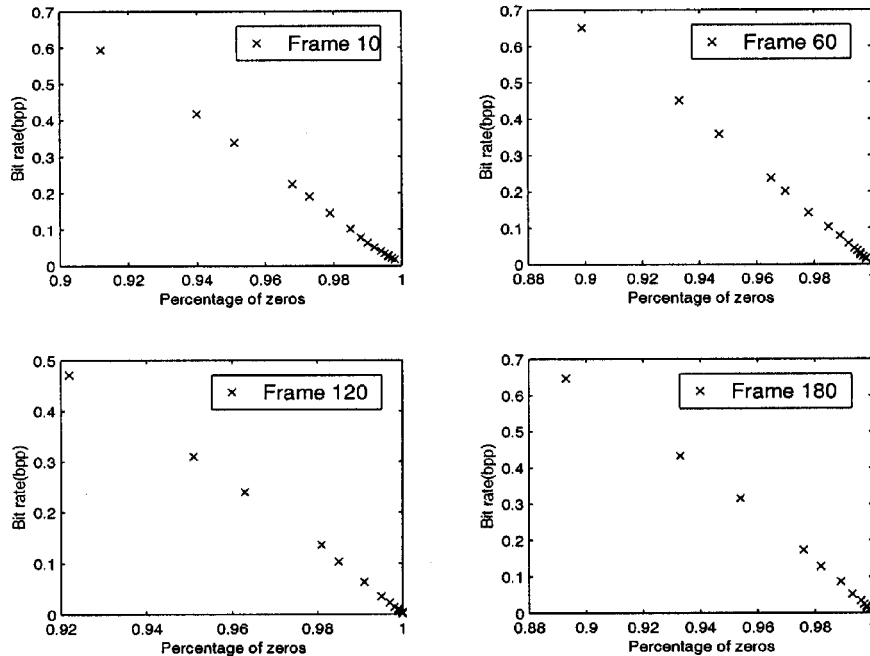 0.7
0.6
0.5
0.4
0.3
0.2
0.1
0
Bit rate(bpp)
× Frame 10
0.9 0.92 0.94 0.96 0.98 1
Percentage of zeros
0.7
0.6
0.5
0.4
0.3
0.2
0.1
0
Bit rate(bpp)
× Frame 60
0.88 0.9 0.92 0.94 0.96 0.98 1
Percentage of zeros
0.5
0.4
0.3
0.2
0.1
0
Bit rate(bpp)
× Frame 120
0.92 0.94 0.96 0.98 1
Percentage of zeros
0.7
0.6
0.5
0.4
0.3
0.2
0.1
0
Bit rate(bpp)
× Frame 180
0.88 0.9 0.92 0.94 0.96 0.98 1
Percentage of zeros